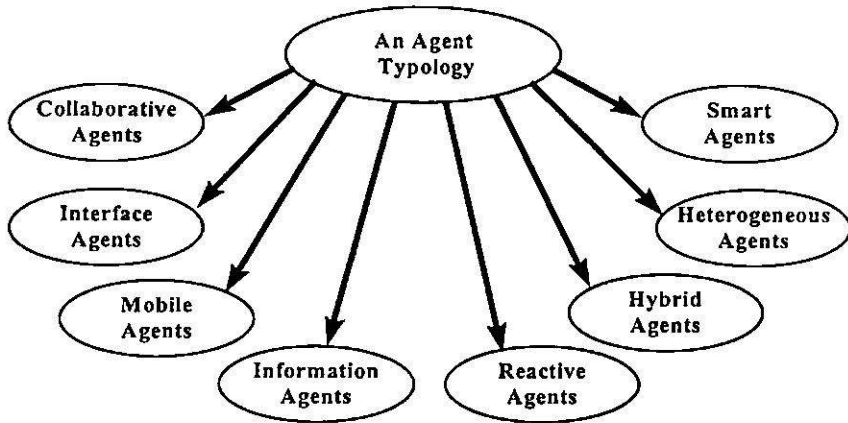 An Agent
Typology
Collaborative
Agents
Smart
Agents
Interface
Agents
Heterogeneous
Agents
Mobile
Agents
Hybrid
Agents
Information
Agents
Reactive
Agents